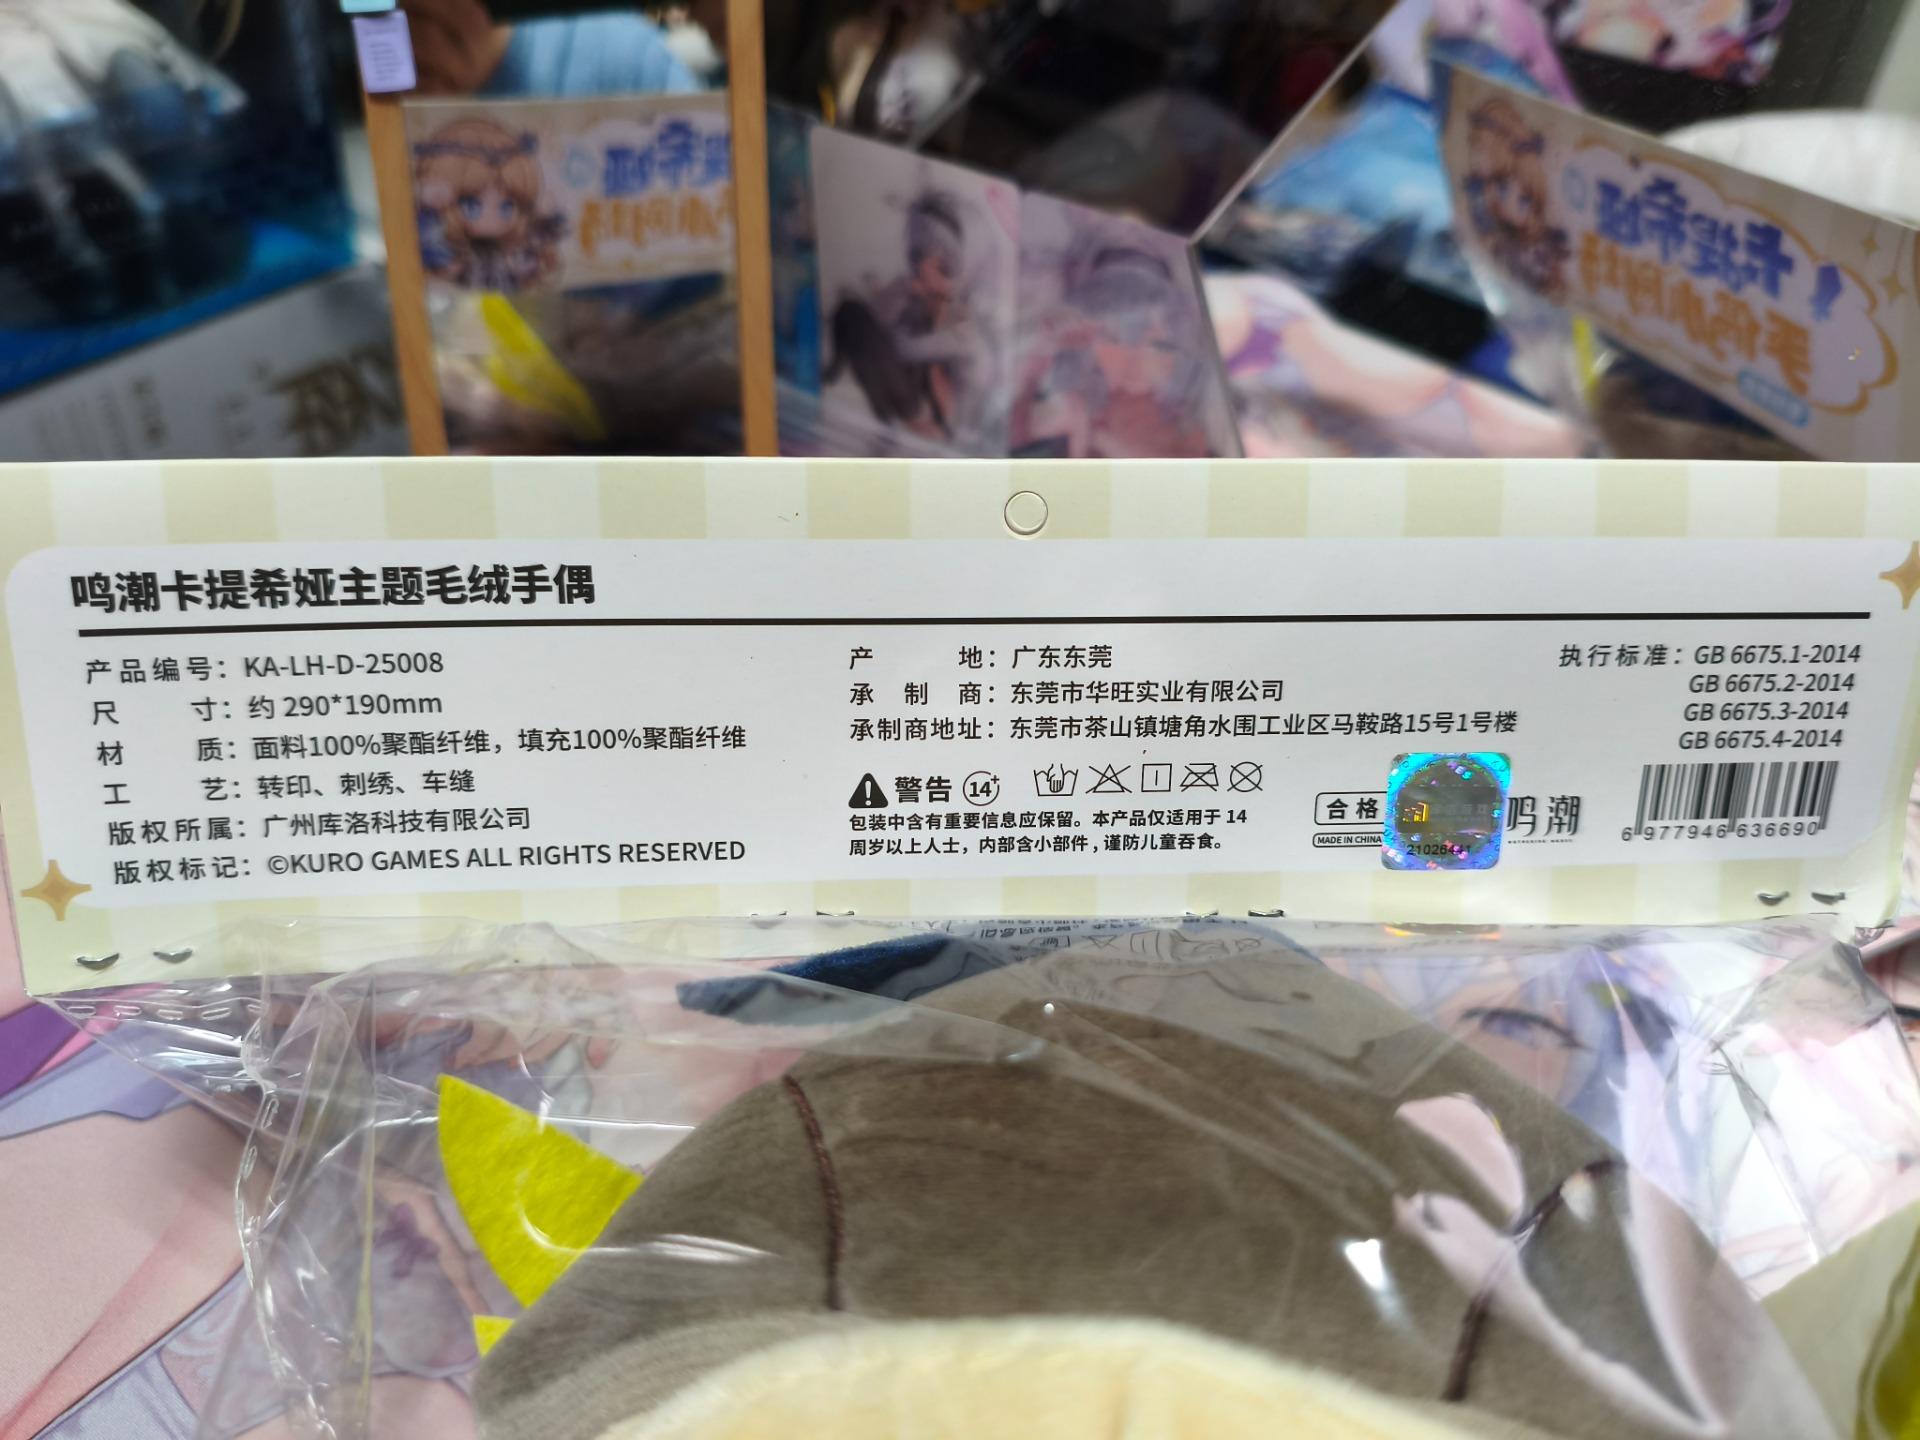 鸣潮卡提希娅主题毛绒手偶
产品编号：KA-LH-D-25008
尺寸：约 290*190mm
材质：面料100%聚酯纤维，填充100%聚酯纤维
工艺：转印、刺绣、车缝
版权所属：广州库洛科技有限公司
版权标记：©KURO GAMES ALL RIGHTS RESERVED
产地：广东东莞
承制商：东莞市华旺实业有限公司
承制商地址：东莞市茶山镇塘角水围工业区马鞍路15号1号楼
警告 14+
包装中含有重要信息应保留。本产品仅适用于 14
周岁以上人士，内部含小部件，谨防儿童吞食。
执行标准：GB 6675.1-2014
GB 6675.2-2014
GB 6675.3-2014
GB 6675.4-2014
合格
MADE IN CHINA
21026441
鸣潮
6 977946 636690